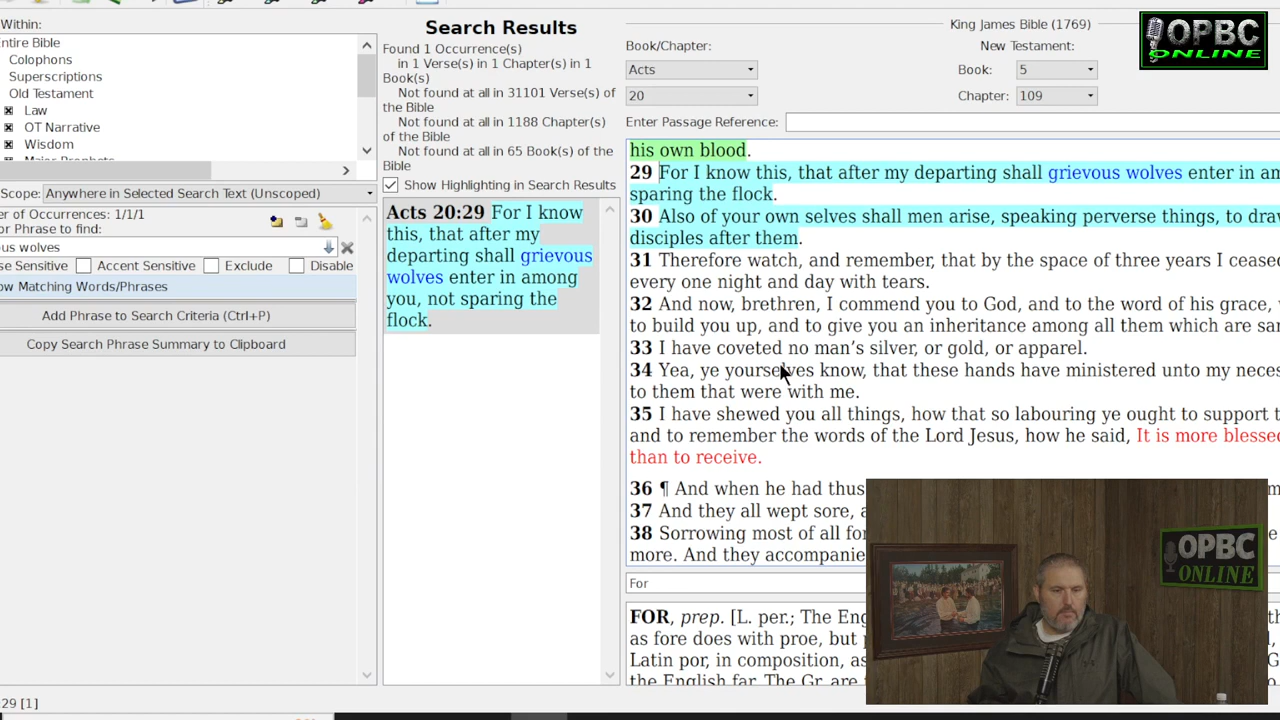 Within:
ntire Bible
Colophons
Superscriptions
Old Testament
Law
OT Narrative
Wisdom
Major Prophets
Scope: Anywhere in Selected Search Text (Unscoped)
er of Occurrences: 1/1/1
or Phrase to find:
us wolves
se Sensitive Accent Sensitive Exclude Disable
ow Matching Words/Phrases
Add Phrase to Search Criteria (Ctrl+P)
Copy Search Phrase Summary to Clipboard
29 [1]
Search Results
Found 1 Occurrence(s)
in 1 Verse(s) in 1 Chapter(s) in 1
Book(s)
Not found at all in 31101 Verse(s) of
the Bible
Not found at all in 1188 Chapter(s)
of the Bible
Not found at all in 65 Book(s) of the
Bible
Show Highlighting in Search Results
Acts 20:29 For I know
this, that after my
departing shall grievous
wolves enter in among
you, not sparing the
flock.
King James Bible (1769)
Book/Chapter: New Testament:
Acts Book: 5
20 Chapter: 109
Enter Passage Reference:
his own blood.
29 For I know this, that after my departing shall grievous wolves enter in am
sparing the flock.
30 Also of your own selves shall men arise, speaking perverse things, to dra
disciples after them.
31 Therefore watch, and remember, that by the space of three years I cease
every one night and day with tears.
32 And now, brethren, I commend you to God, and to the word of his grace,
to build you up, and to give you an inheritance among all them which are sa
33 I have coveted no man’s silver, or gold, or apparel.
34 Yea, ye yourselves know, that these hands have ministered unto my nece
to them that were with me.
35 I have shewed you all things, how that so labouring ye ought to support t
and to remember the words of the Lord Jesus, how he said, It is more blesse
than to receive.
36 ¶ And when he had thus
37 And they all wept sore, a
38 Sorrowing most of all for
more. And they accompanie
For
FOR, prep. [L. per.; The Eng
as fore does with proe, but p
Latin por, in composition, as
the English far. The Gr. are
OPBC
ONLINE
OPBC
ONLINE